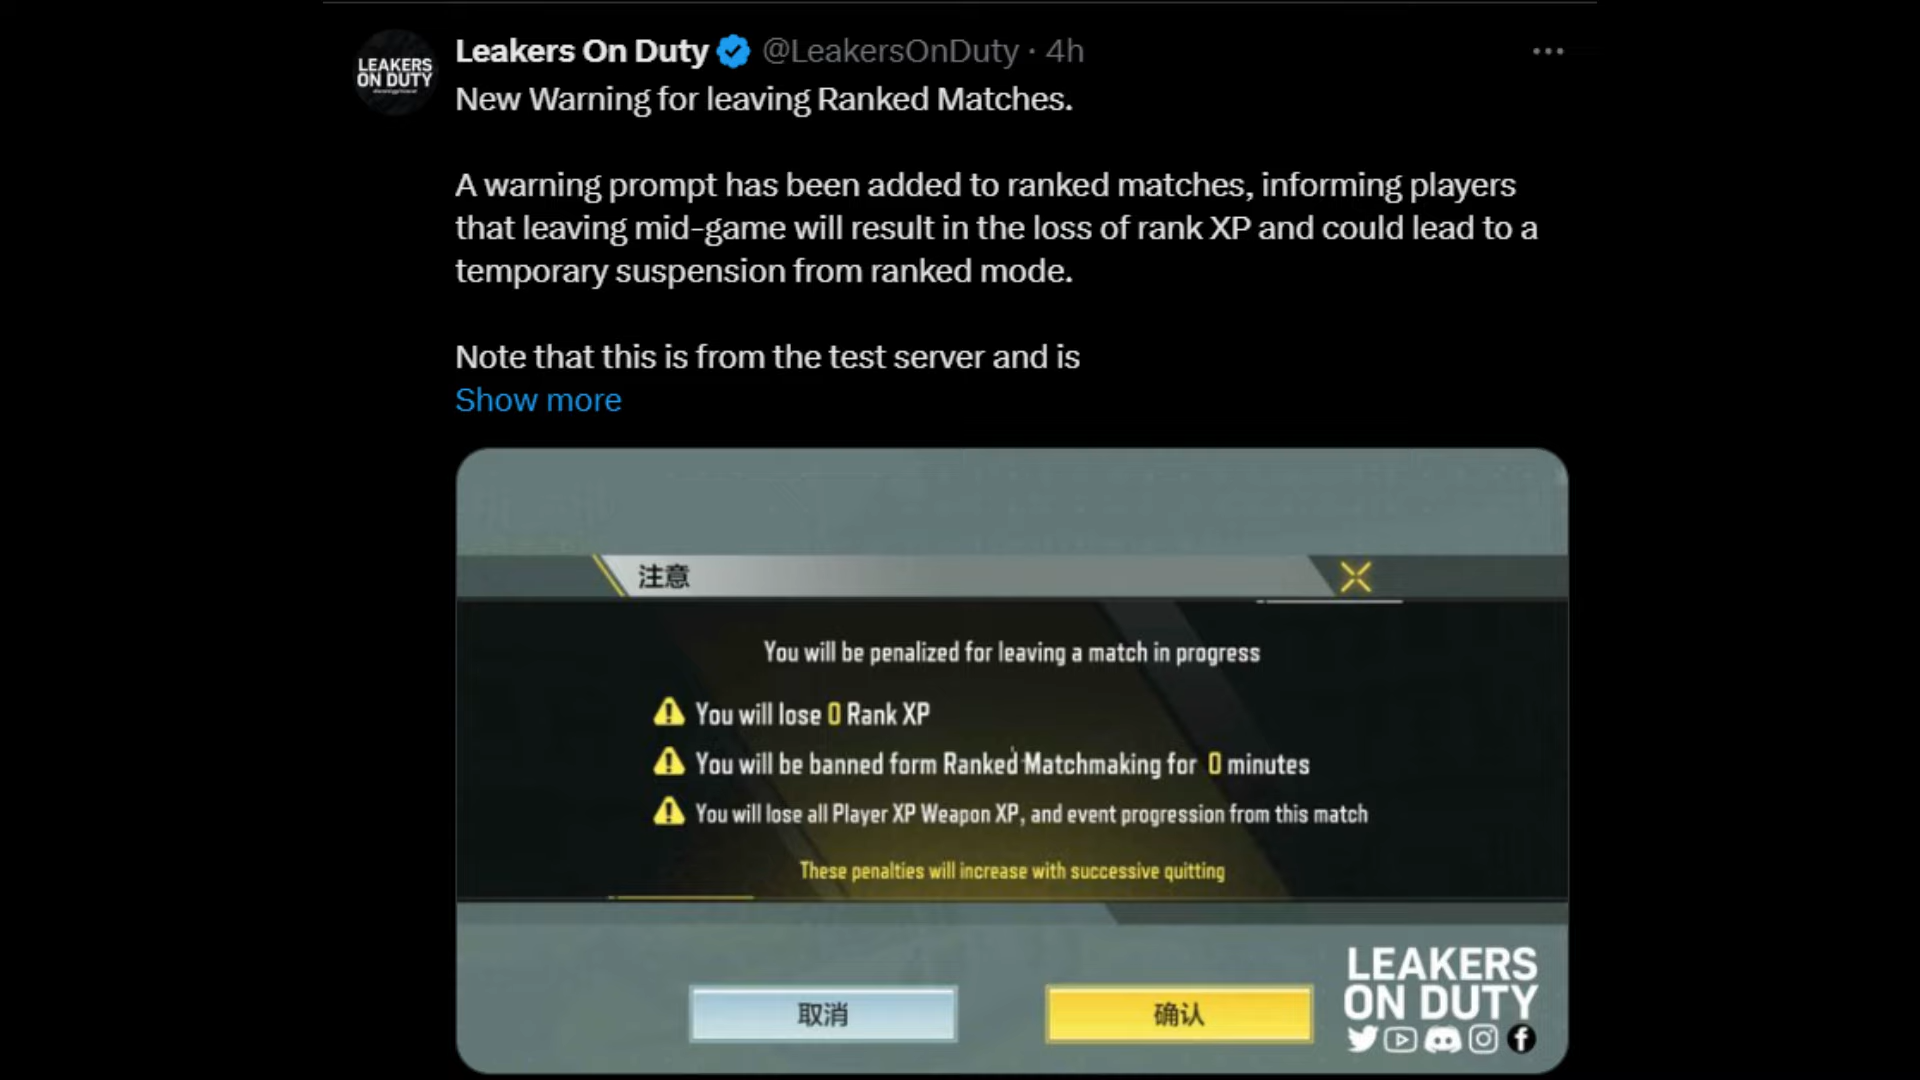 LEAKERS
ON DUTY
Leakers On Duty @LeakersOnDuty · 4h
New Warning for leaving Ranked Matches.
A warning prompt has been added to ranked matches, informing players
that leaving mid-game will result in the loss of rank XP and could lead to a
temporary suspension from ranked mode.
Note that this is from the test server and is
Show more
注意
You will be penalized for leaving a match in progress
You will lose 0 Rank XP
You will be banned form Ranked Matchmaking for 0 minutes
You will lose all Player XP Weapon XP, and event progression from this match
These penalties will increase with successive quitting
取消
确认
LEAKERS
ON DUTY